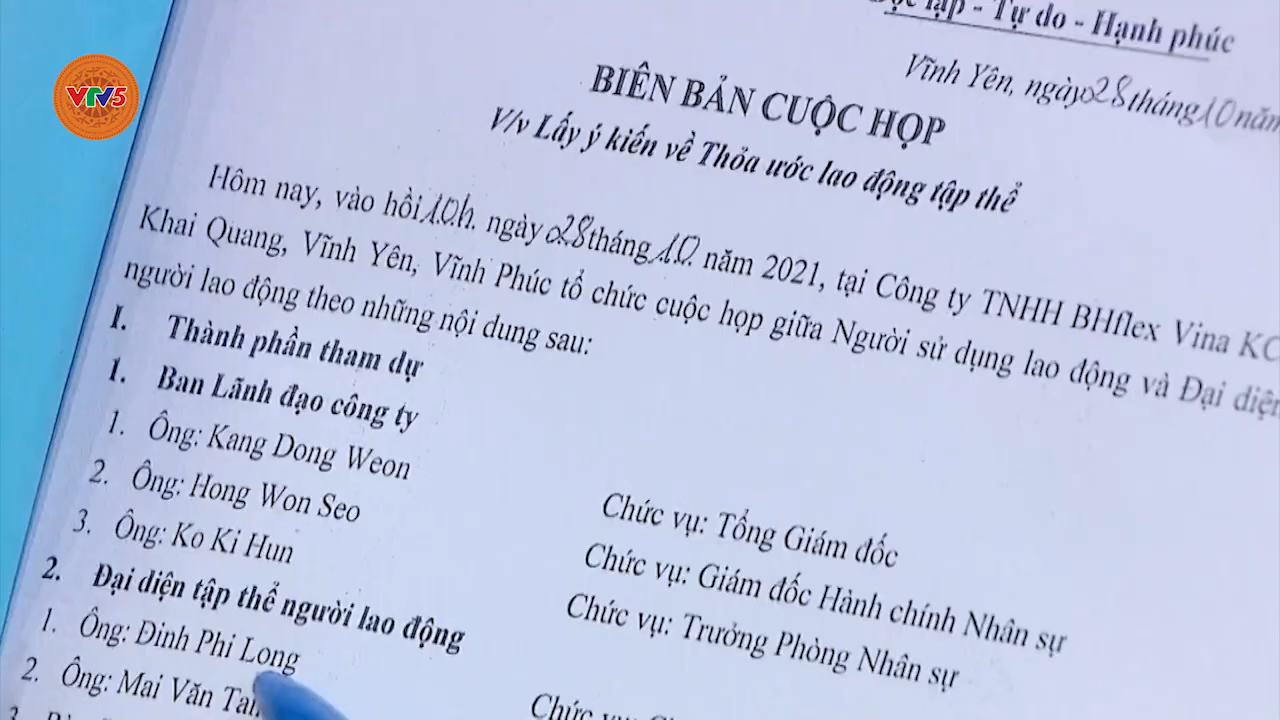 VTV5
lập - Tự do - Hạnh phúc
Vĩnh Yên, ngày 28 tháng 10 năm
BIÊN BẢN CUỘC HỌP
V/v Lấy ý kiến về Thỏa ước lao động tập thể
Hôm nay, vào hồi 10h. ngày 28 tháng 10. năm 2021, tại Công ty TNHH BHflex Vina KC
Khai Quang, Vĩnh Yên, Vĩnh Phúc tổ chức cuộc họp giữa Người sử dụng lao động và Đại diện
người lao động theo những nội dung sau:
I. Thành phần tham dự
1. Ban Lãnh đạo công ty
1. Ông: Kang Dong Weon Chức vụ: Tổng Giám đốc
2. Ông: Hong Won Seo Chức vụ: Giám đốc Hành chính Nhân sự
3. Ông: Ko Ki Hun Chức vụ: Trưởng Phòng Nhân sự
2. Đại diện tập thể người lao động
1. Ông: Đinh Phi Long Chức vụ:
2. Ông: Mai Văn
3.